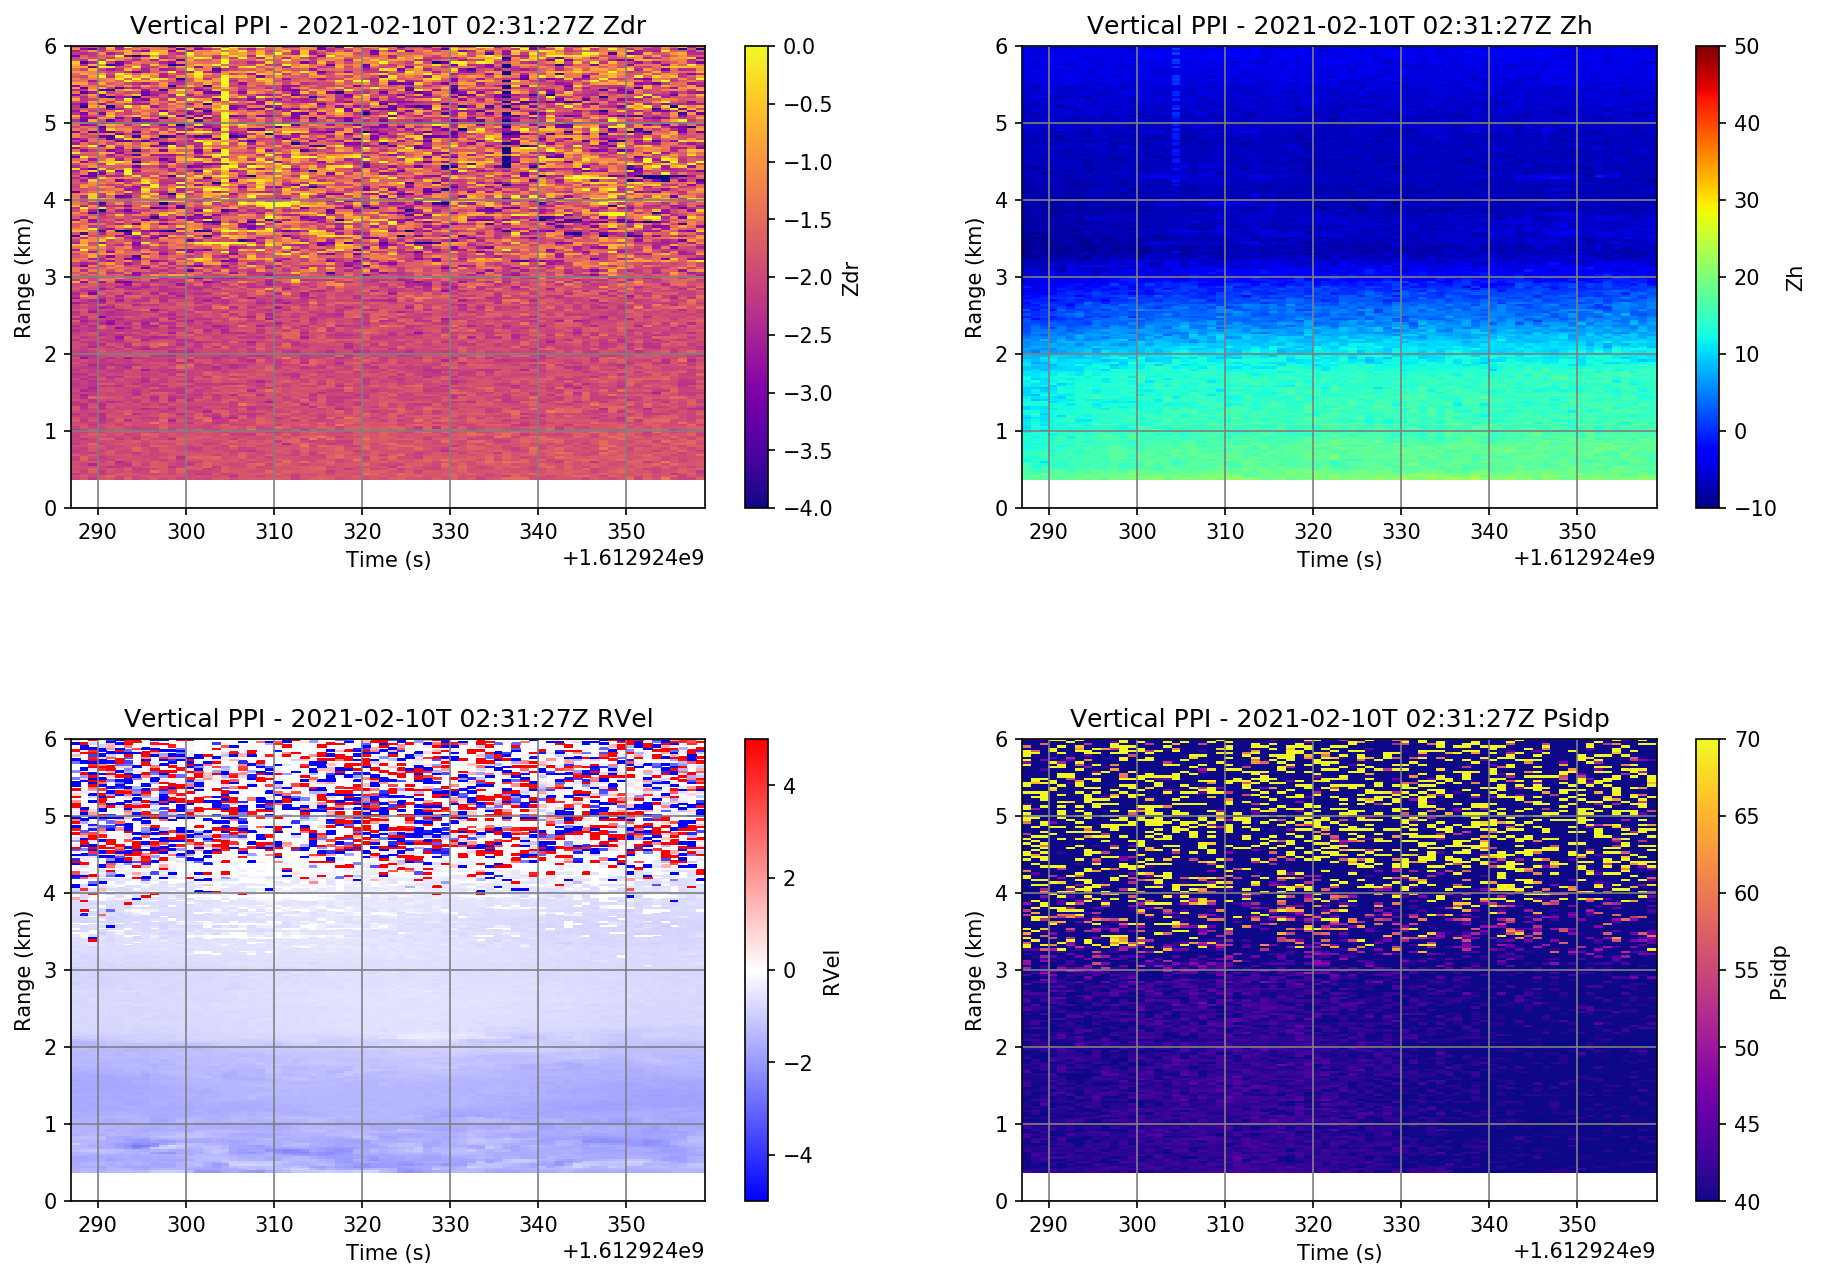 Vertical PPI - 2021-02-10T 02:31:27Z Zdr
6
5
4
3
2
1
0
Range (km)
290 300 310 320 330 340 350
Time (s)
+1.612924e9
0.0
−0.5
−1.0
−1.5
−2.0
−2.5
−3.0
−3.5
−4.0
Zdr
Vertical PPI - 2021-02-10T 02:31:27Z Zh
6
5
4
3
2
1
0
Range (km)
290 300 310 320 330 340 350
Time (s)
+1.612924e9
50
40
30
20
10
0
−10
Zh
Vertical PPI - 2021-02-10T 02:31:27Z RVel
6
5
4
3
2
1
0
Range (km)
290 300 310 320 330 340 350
Time (s)
+1.612924e9
4
2
0
−2
−4
RVel
Vertical PPI - 2021-02-10T 02:31:27Z Psidp
6
5
4
3
2
1
0
Range (km)
290 300 310 320 330 340 350
Time (s)
+1.612924e9
70
65
60
55
50
45
40
Psidp